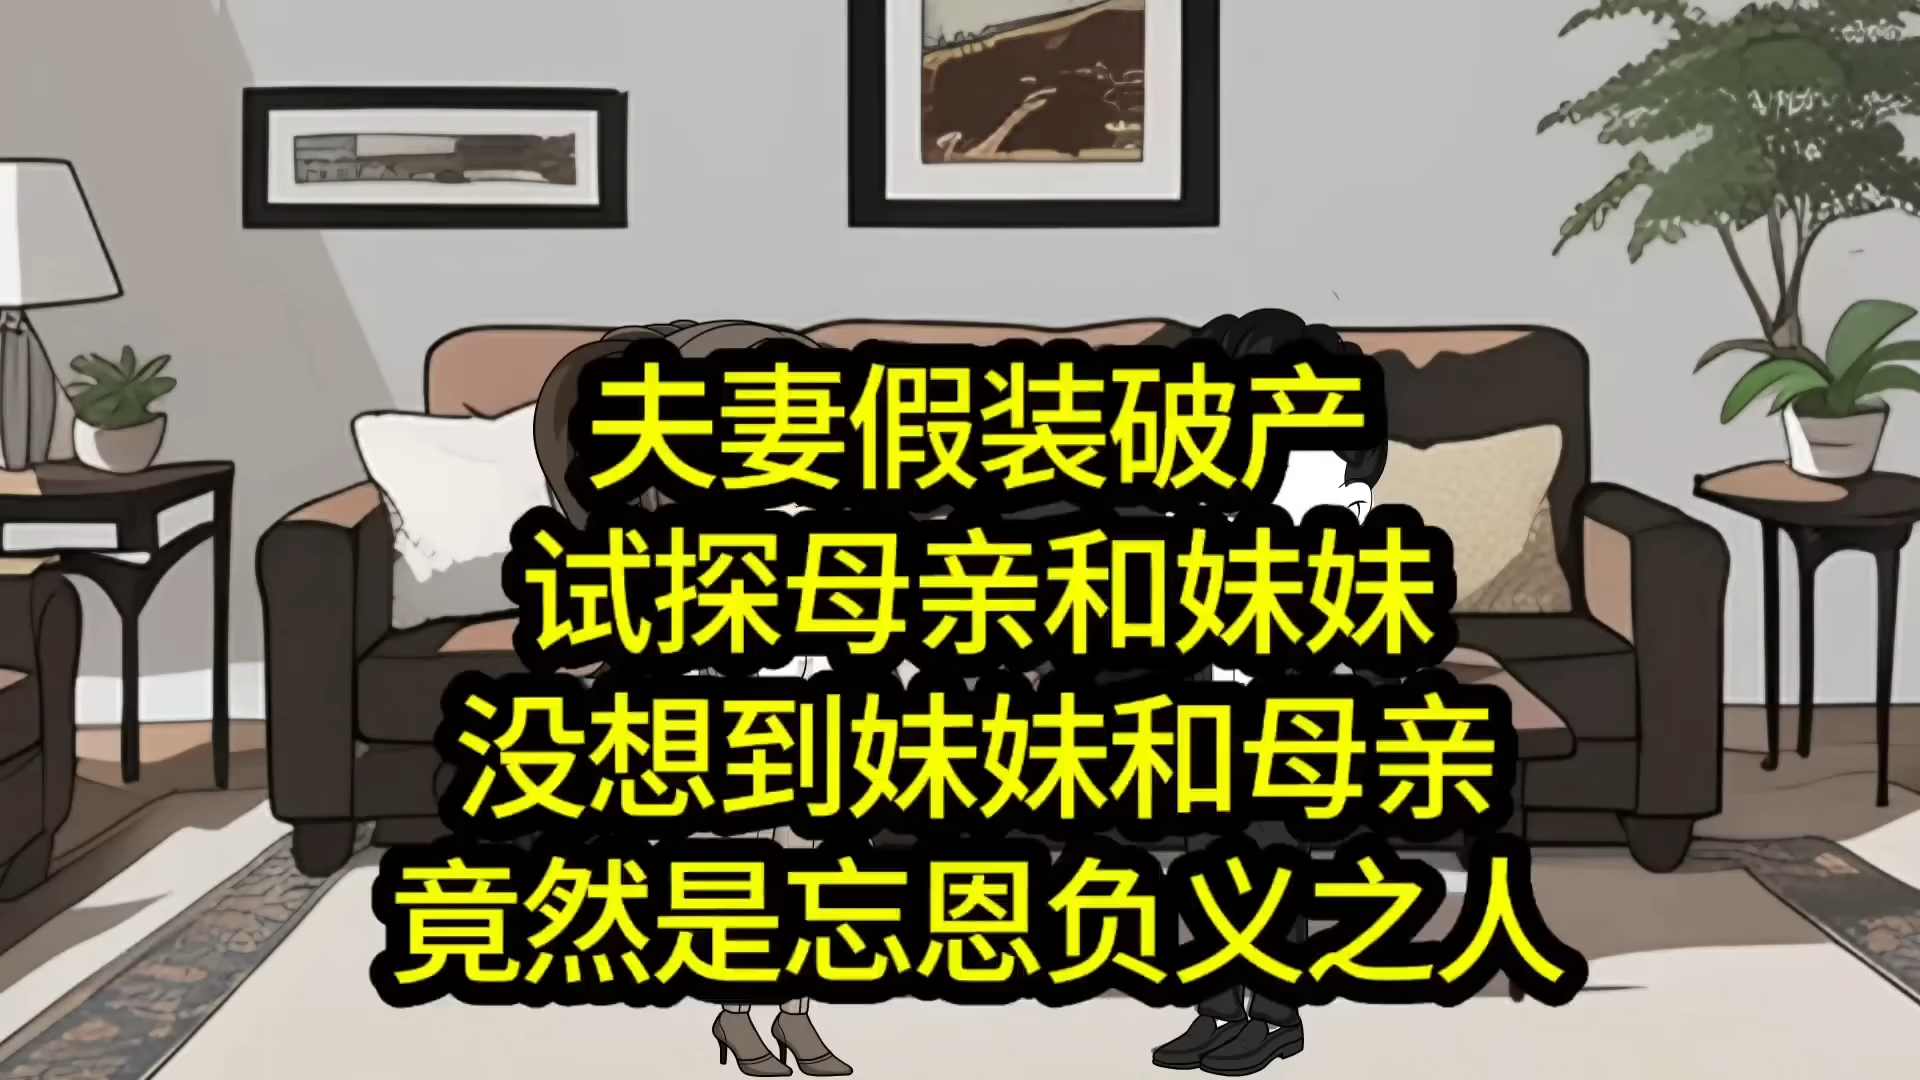 夫妻假装破产
试探母亲和妹妹
没想到妹妹和母亲
竟然是忘恩负义之人